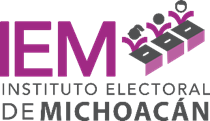 IEM
INSTITUTO ELECTORAL
DE MICHOACÁN